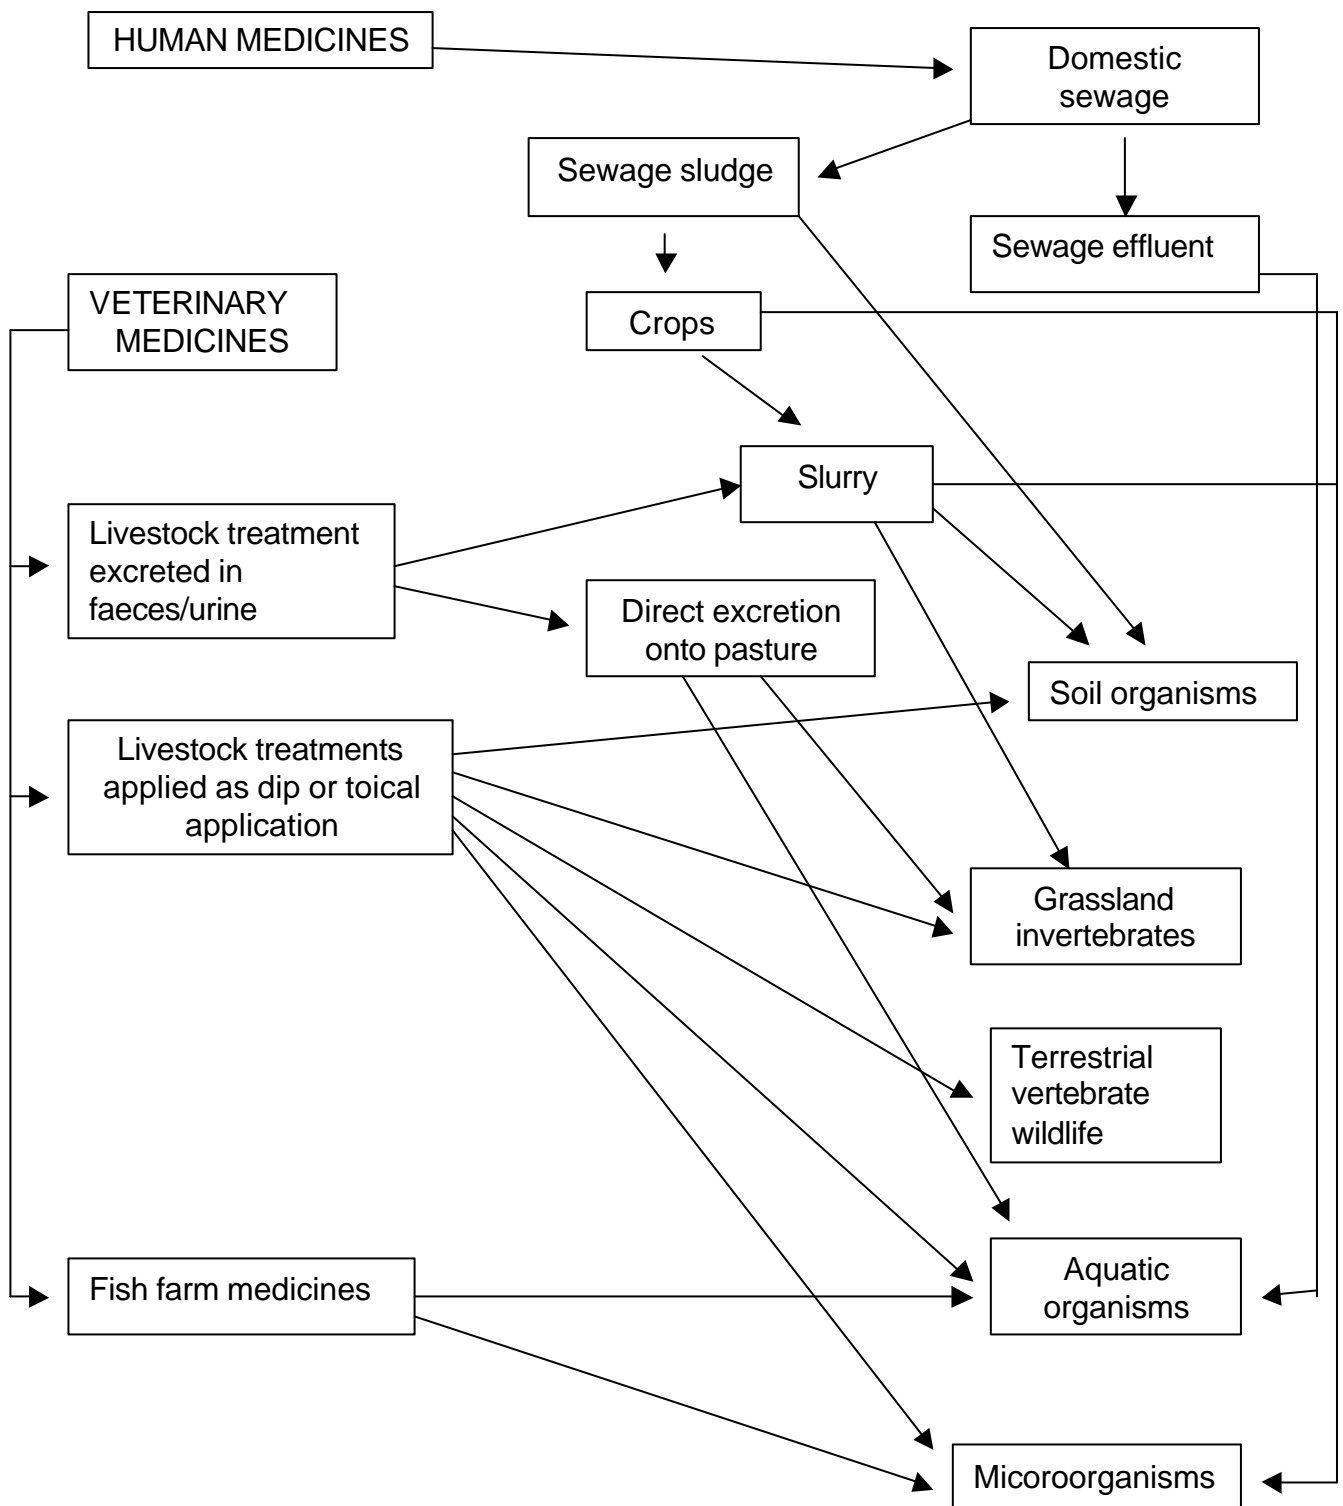 HUMAN MEDICINES
Domestic
sewage
Sewage sludge
Sewage effluent
VETERINARY
MEDICINES
Crops
Slurry
Livestock treatment
excreted in
faeces/urine
Direct excretion
onto pasture
Soil organisms
Livestock treatments
applied as dip or toical
application
Grassland
invertebrates
Terrestrial
vertebrate
wildlife
Fish farm medicines
Aquatic
organisms
Micoroorganisms